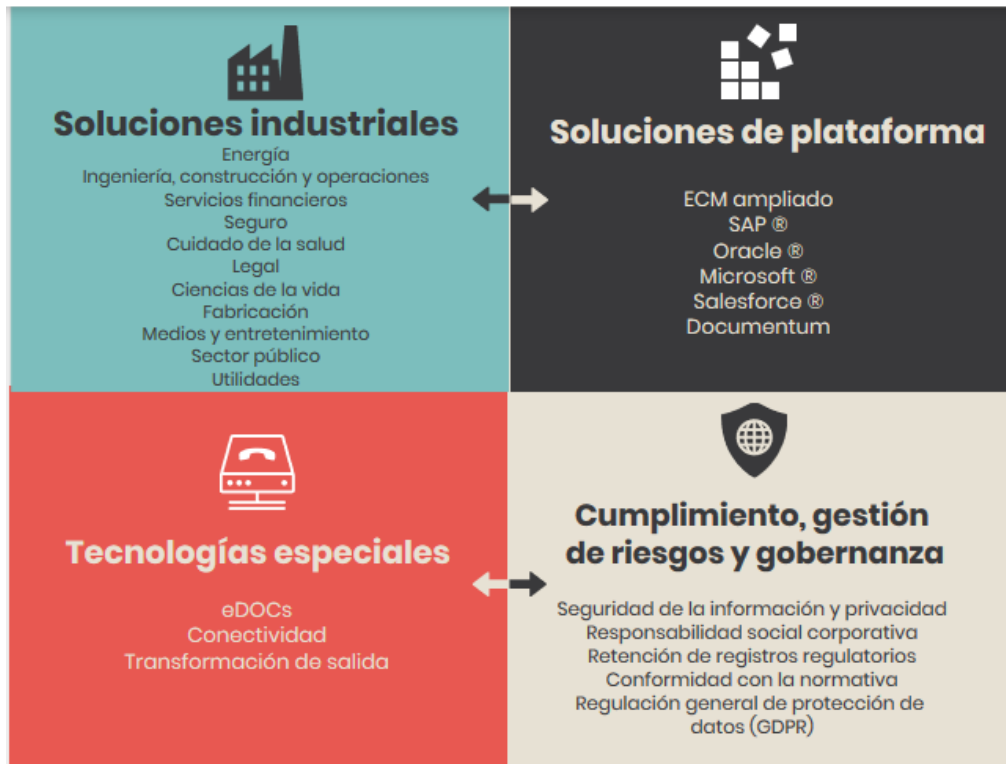 Soluciones industriales
Energía
Ingeniería, construcción y operaciones
Servicios financieros
Seguro
Cuidado de la salud
Legal
Ciencias de la vida
Fabricación
Medios y entretenimiento
Sector público
Utilidades
Soluciones de plataforma
ECM ampliado
SAP ®
Oracle ®
Microsoft ®
Salesforce ®
Documentum
Tecnologías especiales
eDOCs
Conectividad
Transformación de salida
Cumplimiento, gestión
de riesgos y gobernanza
Seguridad de la información y privacidad
Responsabilidad social corporativa
Retención de registros regulatorios
Conformidad con la normativa
Regulación general de protección de
datos (GDPR)